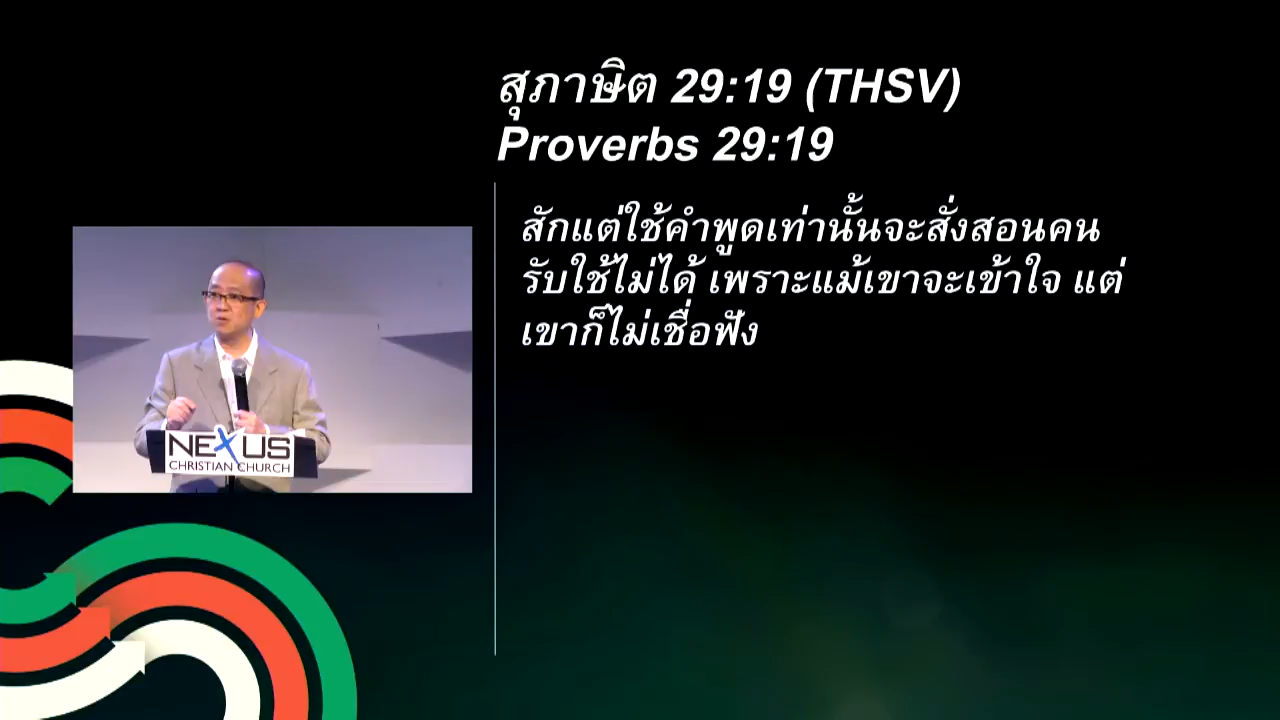 สุภาษิต 29:19 (THSV)
Proverbs 29:19
สักแต่ใช้คำพูดเท่านั้นจะสั่งสอนคน
รับใช้ไม่ได้ เพราะแม้เขาจะเข้าใจ แต่
เขาก็ไม่เชื่อฟัง
NEXUS
CHRISTIAN CHURCH